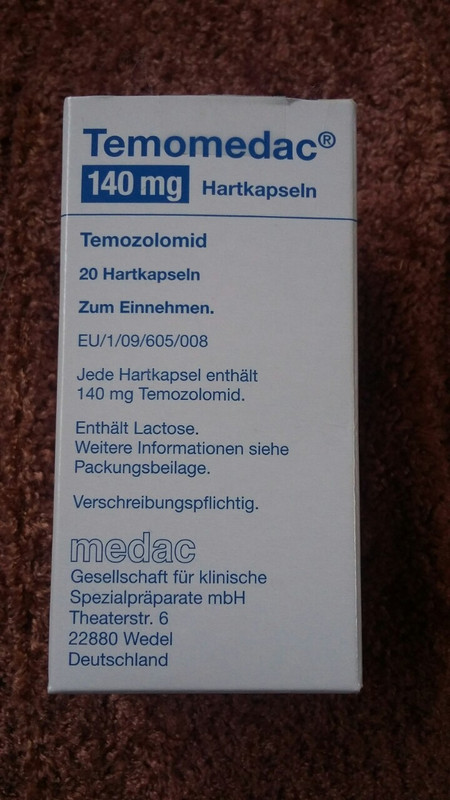 Temomedac®
140 mg Hartkapseln
Temozolomid
20 Hartkapseln
Zum Einnehmen.
EU/1/09/605/008
Jede Hartkapsel enthält
140 mg Temozolomid.
Enthält Lactose.
Weitere Informationen siehe
Packungsbeilage.
Verschreibungspflichtig.
medac
Gesellschaft für klinische
Spezialpräparate mbH
Theaterstr. 6
22880 Wedel
Deutschland